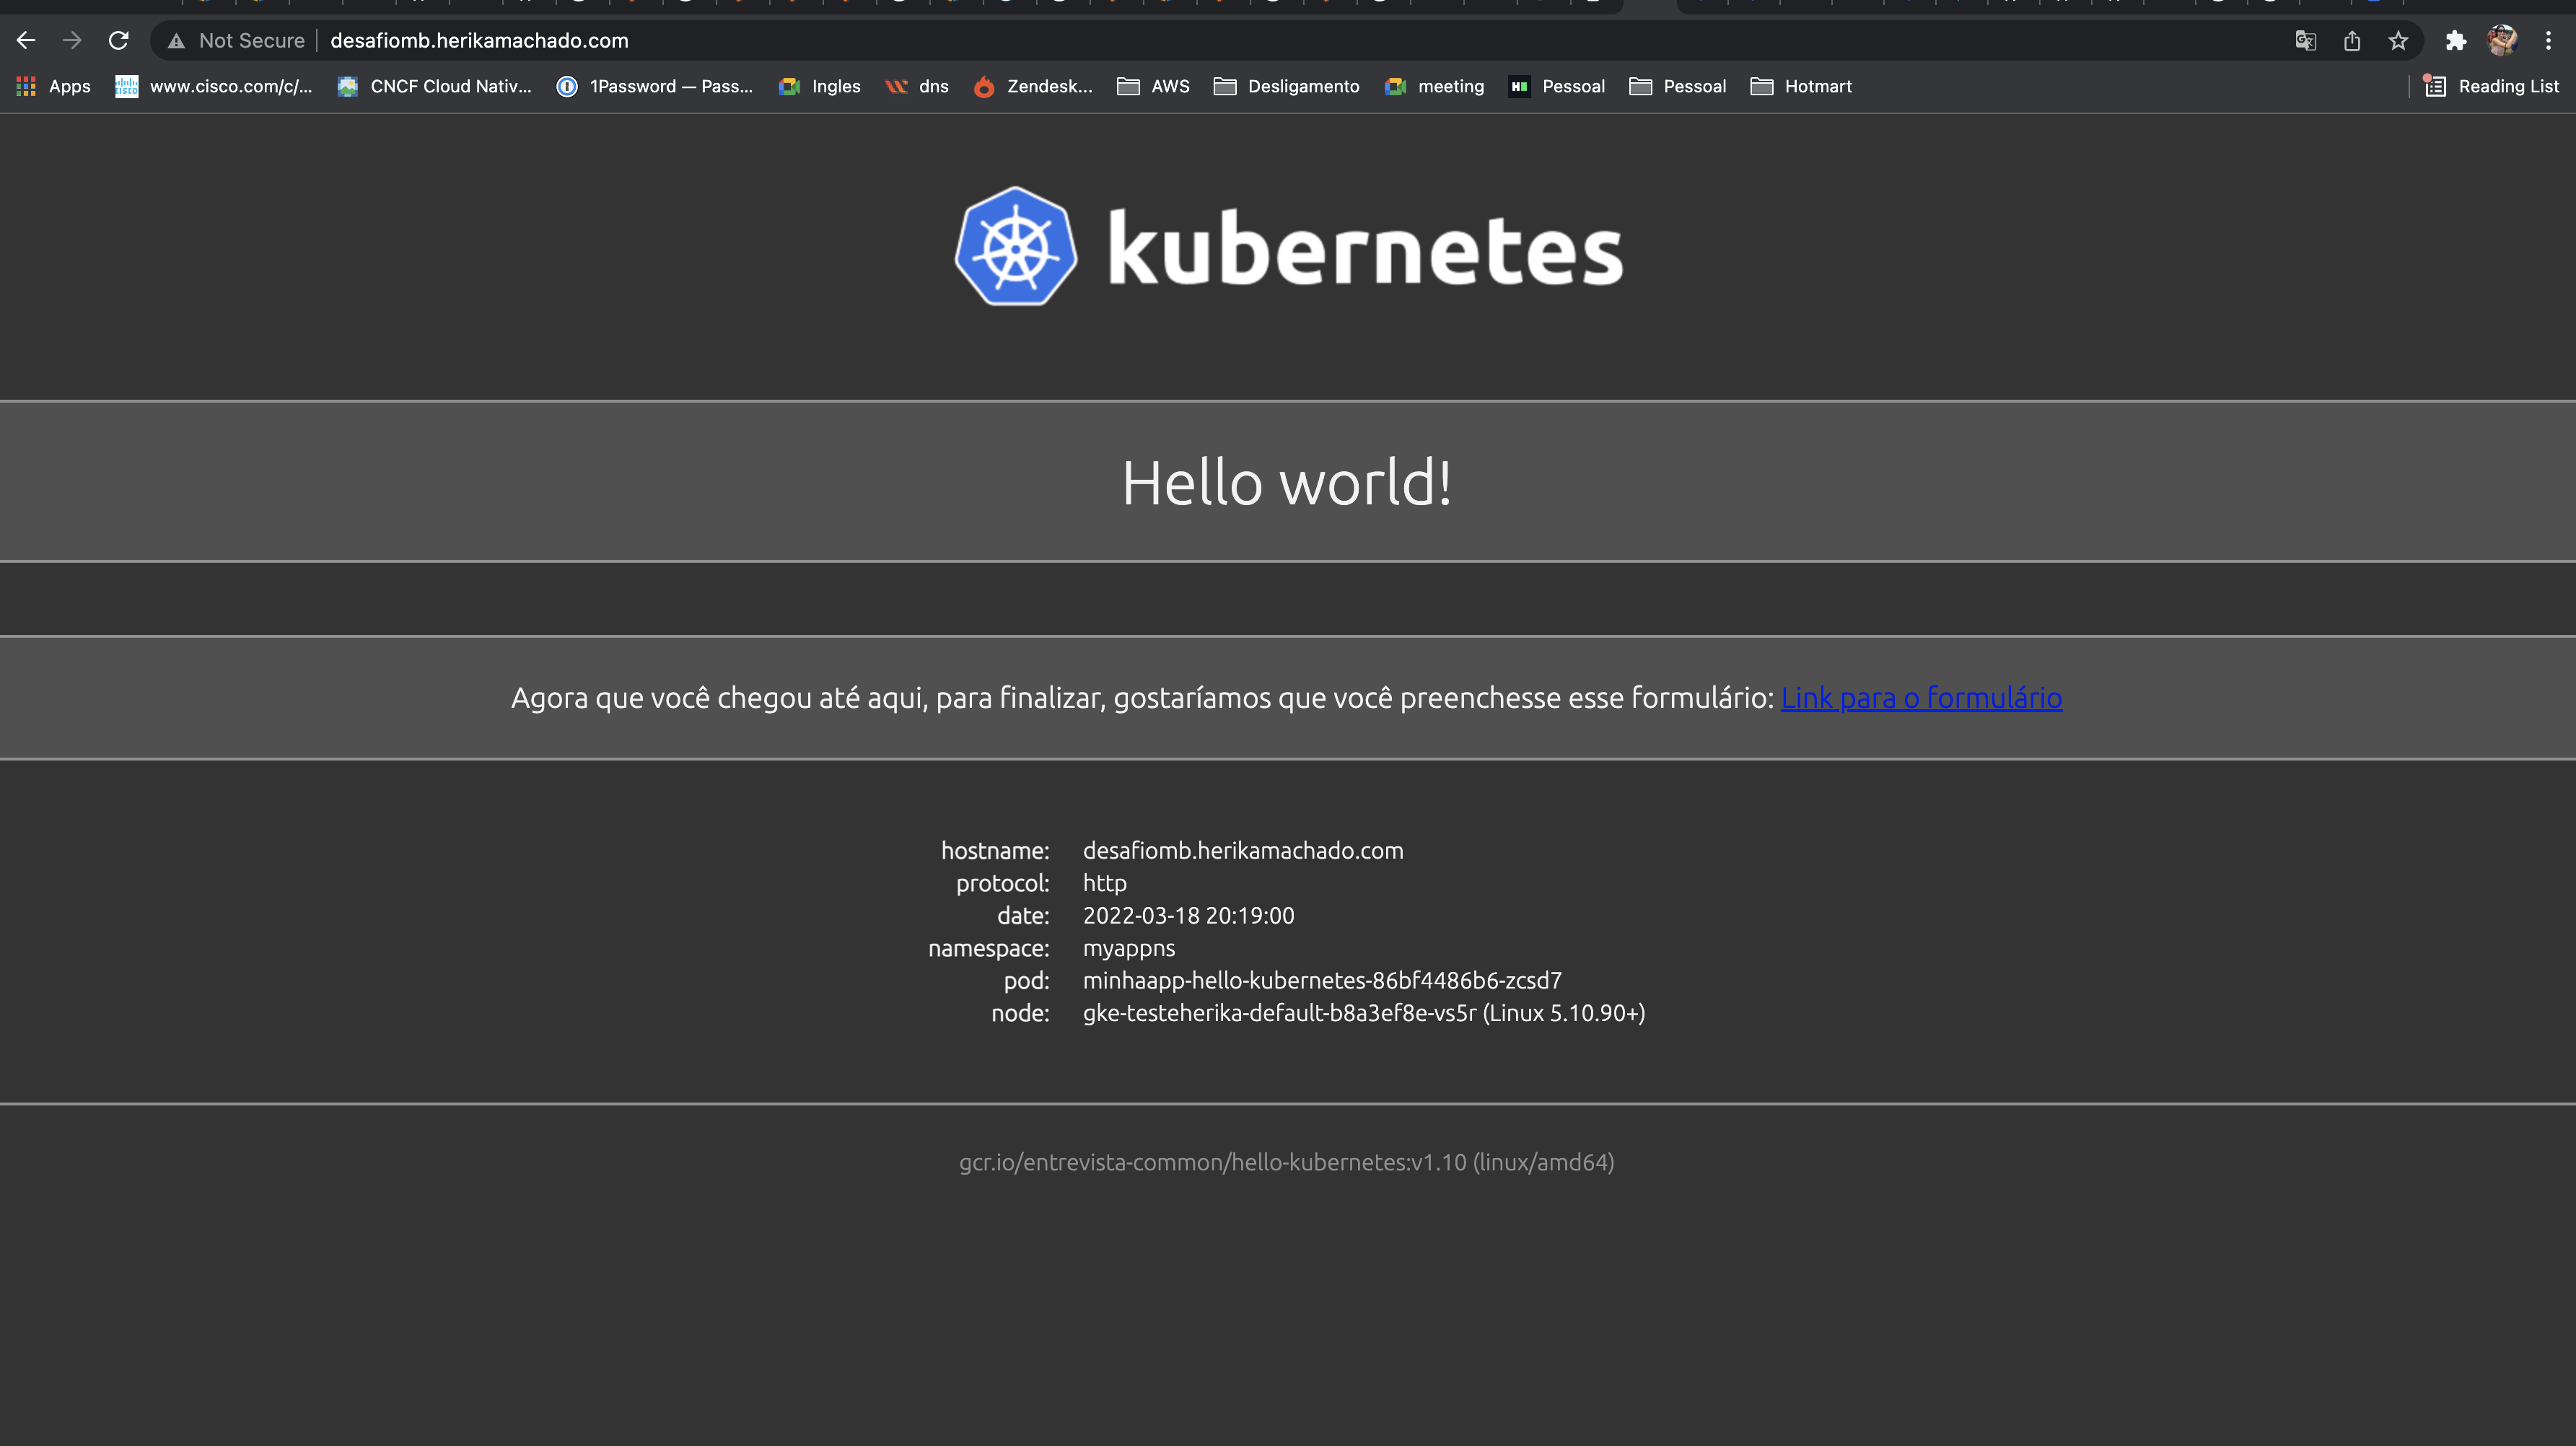 Not Secure desafiomb.herikamachado.com
Apps www.cisco.com/c/... CNCF Cloud Nativ... 1Password — Pass... Ingles dns Zendesk... AWS Desligamento meeting Pessoal Pessoal Hotmart Reading List
kubernetes
Hello world!
Agora que você chegou até aqui, para finalizar, gostaríamos que você preenchesse esse formulário: Link para o formulário
hostname: desafiomb.herikamachado.com
protocol: http
date: 2022-03-18 20:19:00
namespace: myappns
pod: minhaapp-hello-kubernetes-86bf4486b6-zcsd7
node: gke-testeherika-default-b8a3ef8e-vs5r (Linux 5.10.90+)
gcr.io/entrevista-common/hello-kubernetes:v1.10 (linux/amd64)